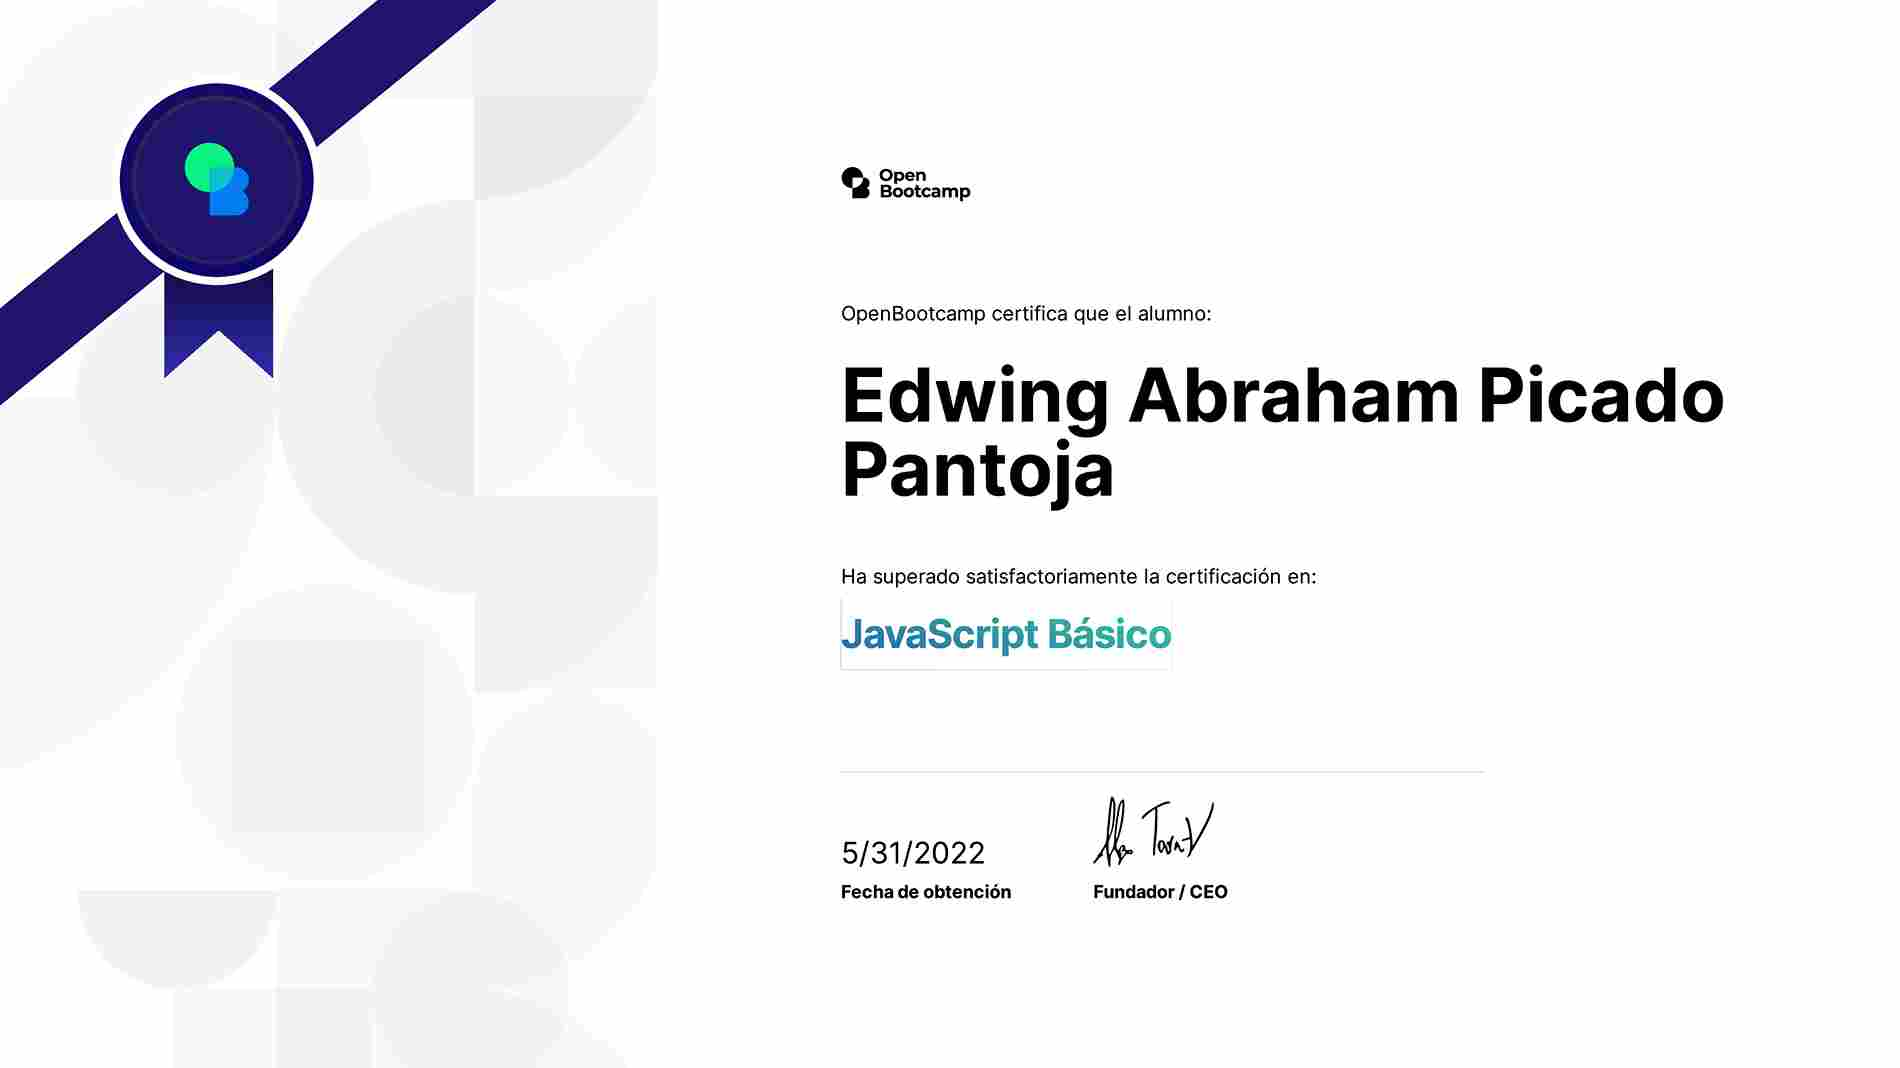 Open
Bootcamp
OpenBootcamp certifica que el alumno:
Edwing Abraham Picado
Pantoja
Ha superado satisfactoriamente la certificación en:
JavaScript Básico
5/31/2022
Fecha de obtención
Fundador / CEO